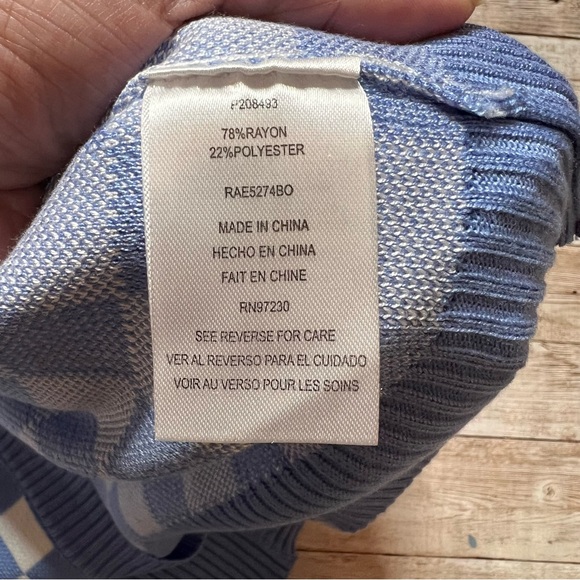 P208493
78%RAYON
22%POLYESTER
RAE5274BO
MADE IN CHINA
HECHO EN CHINA
FAIT EN CHINE
RN97230
SEE REVERSE FOR CARE
VER AL REVERSO PARA EL CUIDADO
VOIR AU VERSO POUR LES SOINS